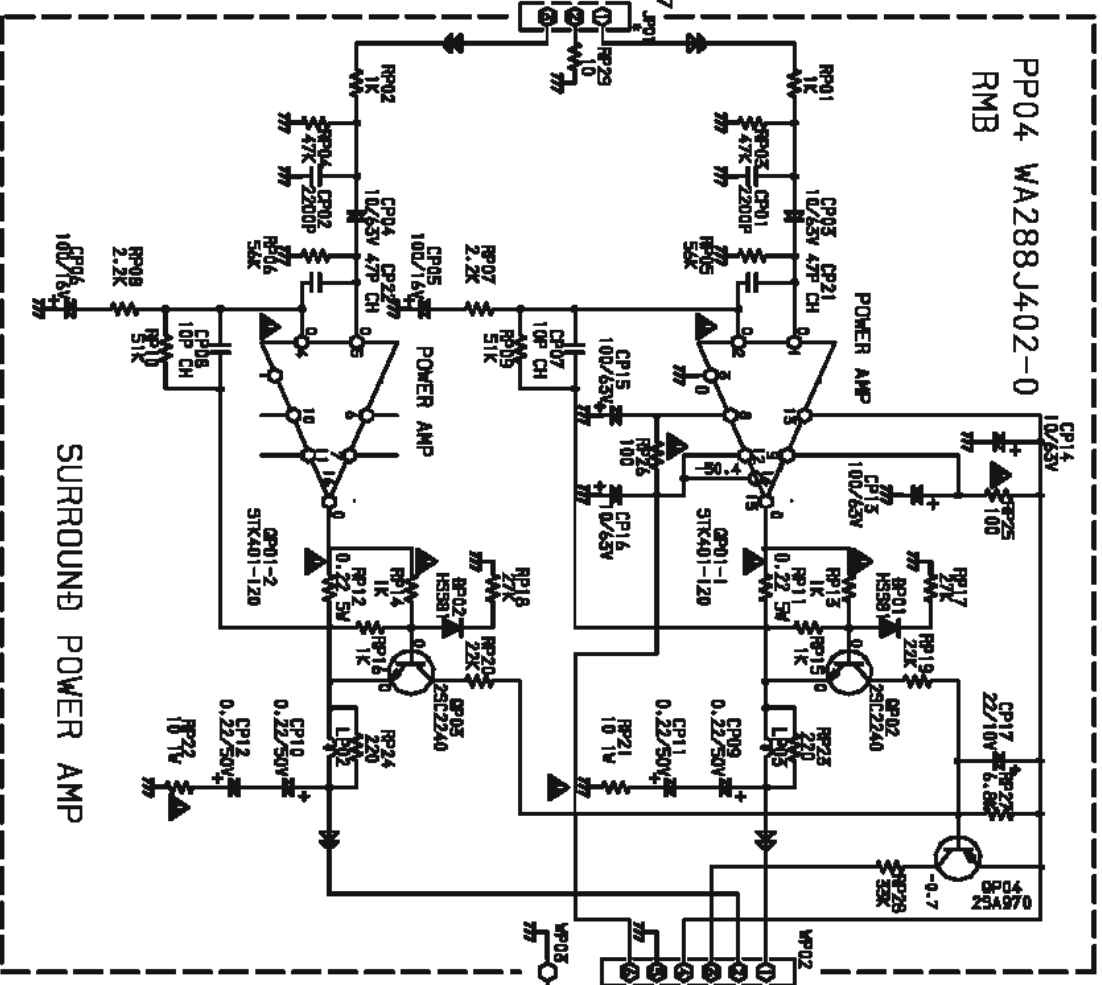 PP04 WA288J402-0
RMB
JP01
RP29
10
RP01
1K
RP03
47K
CP01
2200P
CP03
10/63V
RP05
56K
CP21
47P CH
POWER AMP
RP07
2.2K
CP05
100/16V
RP09
51K
CP07
10P CH
CP15
100/63V
RP26
100
-50.4
CP16
10/63V
CP14
10/63V
CP13
100/63V
RP25
100
QP01-1
STK401-120
RP11
0.22 5W
RP13
1K
DP01
HSS81
RP17
27K
RP15
1K
RP19
22K
QP02
2SC2240
RP23
220
LP03
CP09
0.22/50V
CP11
0.22/50V
RP21
10 1W
CP17
22/10V
RP27
6.8K
QP04
2SA970
-0.7
RP28
33K
WP02
WP03
RP02
1K
RP04
47K
CP02
2200P
CP04
10/63V
RP06
56K
CP22
47P CH
POWER AMP
RP08
2.2K
CP06
100/16V
RP10
51K
CP08
10P CH
QP01-2
STK401-120
RP12
0.22 5W
RP14
1K
RP18
27K
RP16
1K
RP20
22K
QP03
2SC2240
RP24
220
LP02
CP10
0.22/50V
CP12
0.22/50V
RP22
10 1W
SURROUND POWER AMP